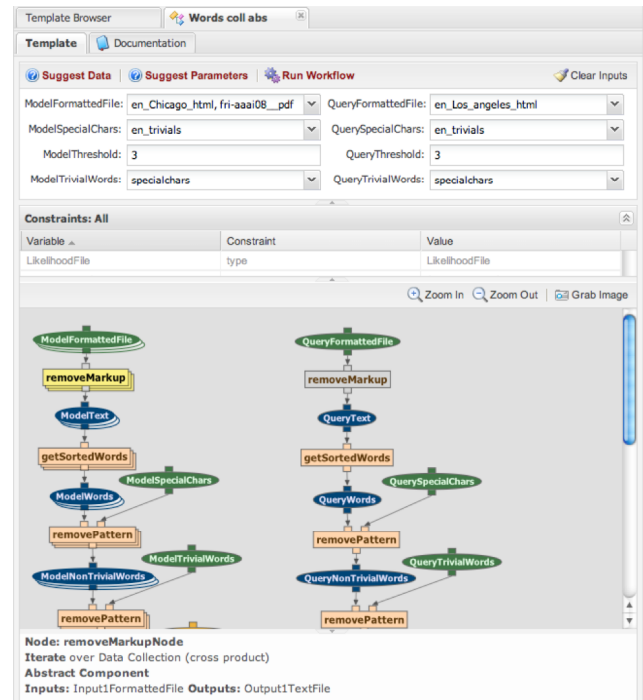 Template Browser
Words coll abs
Template
Documentation
Suggest Data | Suggest Parameters | Run Workflow
Clear Inputs
ModelFormattedFile: en_Chicago_html, fri-aaai08__pdf QueryFormattedFile: en_Los_angeles_html
ModelSpecialChars: en_trivials QuerySpecialChars: en_trivials
ModelThreshold: 3 QueryThreshold: 3
ModelTrivialWords: specialchars QueryTrivialWords: specialchars
Constraints: All
Variable Constraint Value
LikelihoodFile type LikelihoodFile
Zoom In Zoom Out | Grab Image
ModelFormattedFile QueryFormattedFile
removeMarkup removeMarkup
ModelText QueryText
getSortedWords getSortedWords
ModelSpecialChars QuerySpecialChars
ModelWords QueryWords
removePattern removePattern
ModelTrivialWords QueryTrivialWords
ModelNonTrivialWords QueryNonTrivialWords
removePattern removePattern
Node: removeMarkupNode
Iterate over Data Collection (cross product)
Abstract Component
Inputs: Input1FormattedFile Outputs: Output1TextFile